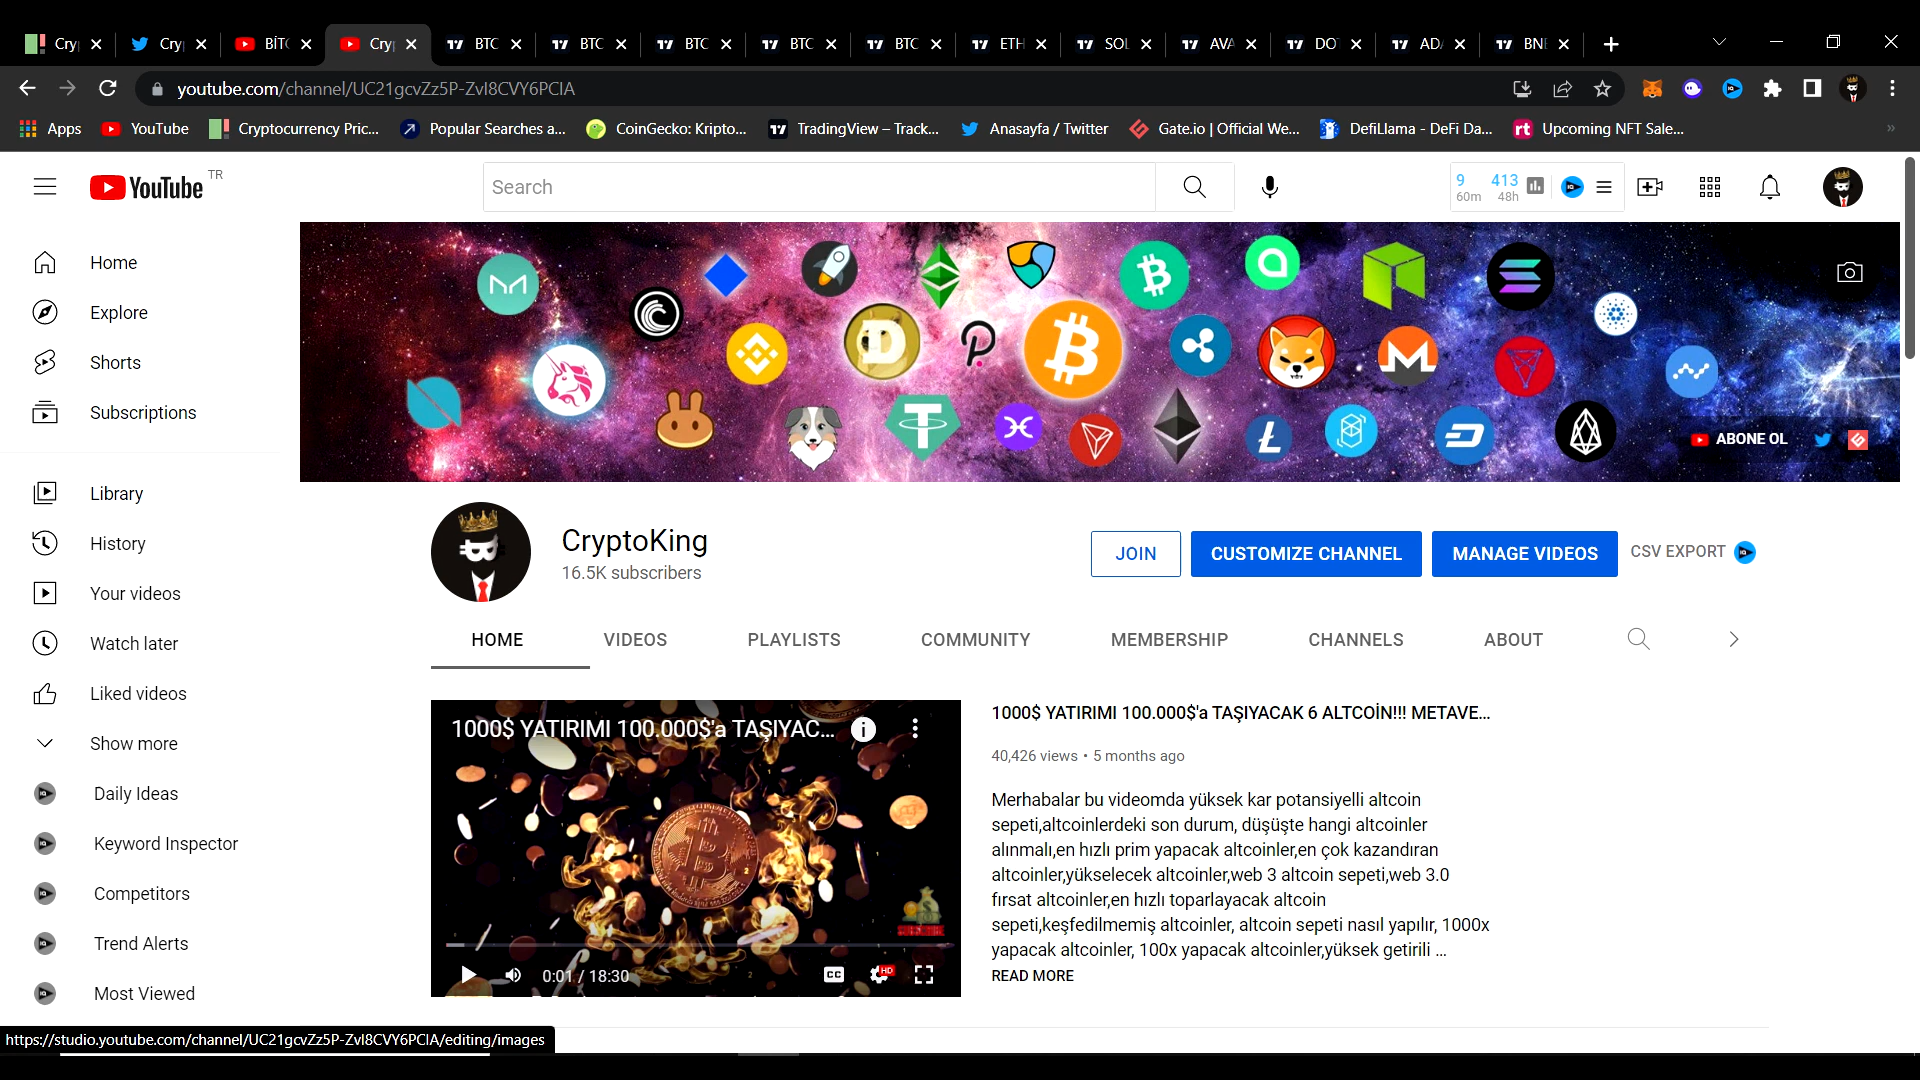 Cry
Cry
BİTC
Cry
BTC
BTC
BTC
BTC
BTC
ETH
SOL
AVA
DOT
ADA
BNB
youtube.com/channel/UC21gcvZz5P-ZvI8CVY6PCIA
Apps
YouTube
Cryptocurrency Pric...
Popular Searches a...
CoinGecko: Kripto...
TradingView – Track...
Anasayfa / Twitter
Gate.io | Official We...
DefiLlama - DeFi Da...
rt
Upcoming NFT Sale...
YouTube TR
Search
9
60m
413
48h
Home
Explore
Shorts
Subscriptions
Library
History
Your videos
Watch later
Liked videos
Show more
Daily Ideas
Keyword Inspector
Competitors
Trend Alerts
Most Viewed
ABONE OL
CryptoKing
16.5K subscribers
JOIN
CUSTOMIZE CHANNEL
MANAGE VIDEOS
CSV EXPORT
HOME
VIDEOS
PLAYLISTS
COMMUNITY
MEMBERSHIP
CHANNELS
ABOUT
1000$ YATIRIMI 100.000$'a TAŞIYAC...
0:01 / 18:30
CC
HD
1000$ YATIRIMI 100.000$'a TAŞIYACAK 6 ALTCOİN!!! METAVE...
40,426 views • 5 months ago
Merhabalar bu videomda yüksek kar potansiyelli altcoin
sepeti,altcoinlerdeki son durum, düşüşte hangi altcoinler
alınmalı,en hızlı prim yapacak altcoinler,en çok kazandıran
altcoinler,yükselecek altcoinler,web 3 altcoin sepeti,web 3.0
fırsat altcoinler,en hızlı toparlayacak altcoin
sepeti,keşfedilmemiş altcoinler, altcoin sepeti nasıl yapılır, 1000x
yapacak altcoinler, 100x yapacak altcoinler,yüksek getirili ...
READ MORE
https://studio.youtube.com/channel/UC21gcvZz5P-ZvI8CVY6PCIA/editing/images